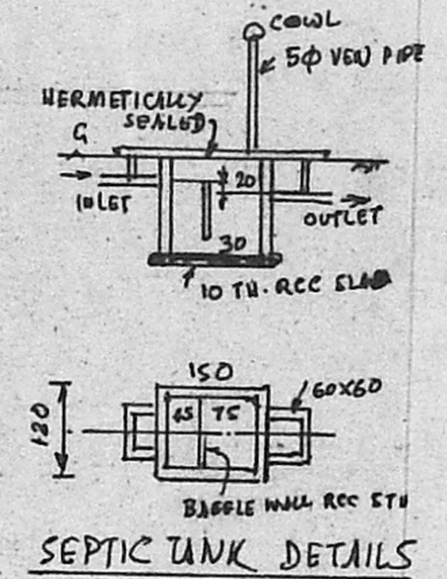 COWL
5Φ VEN PIPE
HERMETICALLY
SEALED
G
20
INLET
OUTLET
30
10 TH. RCC SLAB
150
60X60
120
45 75
BAFFLE WALL RCC 5TH
SEPTIC TANK DETAILS